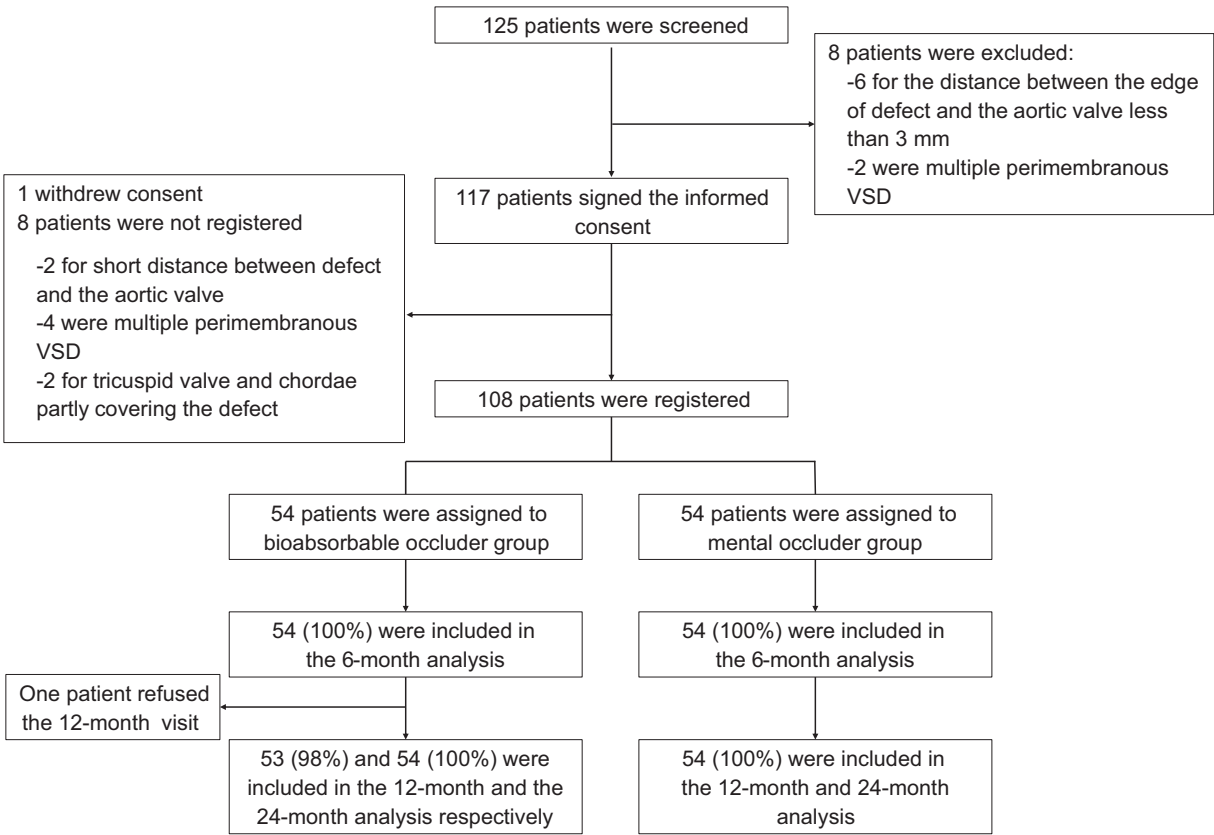 125 patients were screened
8 patients were excluded:
-6 for the distance between the edge
of defect and the aortic valve less
than 3 mm
-2 were multiple perimembranous
VSD
117 patients signed the informed
consent
1 withdrew consent
8 patients were not registered
-2 for short distance between defect
and the aortic valve
-4 were multiple perimembranous
VSD
-2 for tricuspid valve and chordae
partly covering the defect
108 patients were registered
54 patients were assigned to
bioabsorbable occluder group
54 patients were assigned to
mental occluder group
54 (100%) were included in
the 6-month analysis
54 (100%) were included in
the 6-month analysis
One patient refused
the 12-month visit
53 (98%) and 54 (100%) were
included in the 12-month and the
24-month analysis respectively
54 (100%) were included in
the 12-month and 24-month
analysis